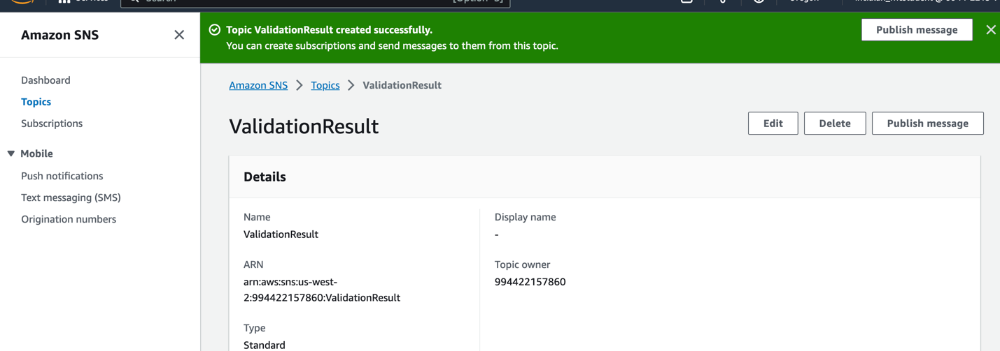 Amazon SNS
Dashboard
Topics
Subscriptions
Mobile
Push notifications
Text messaging (SMS)
Origination numbers
Topic ValidationResult created successfully.
You can create subscriptions and send messages to them from this topic.
Publish message
Amazon SNS
Topics
ValidationResult
ValidationResult
Edit
Delete
Publish message
Details
Name
ValidationResult
ARN
arn:aws:sns:us-west-
2:994422157860:ValidationResult
Type
Standard
Display name
-
Topic owner
994422157860